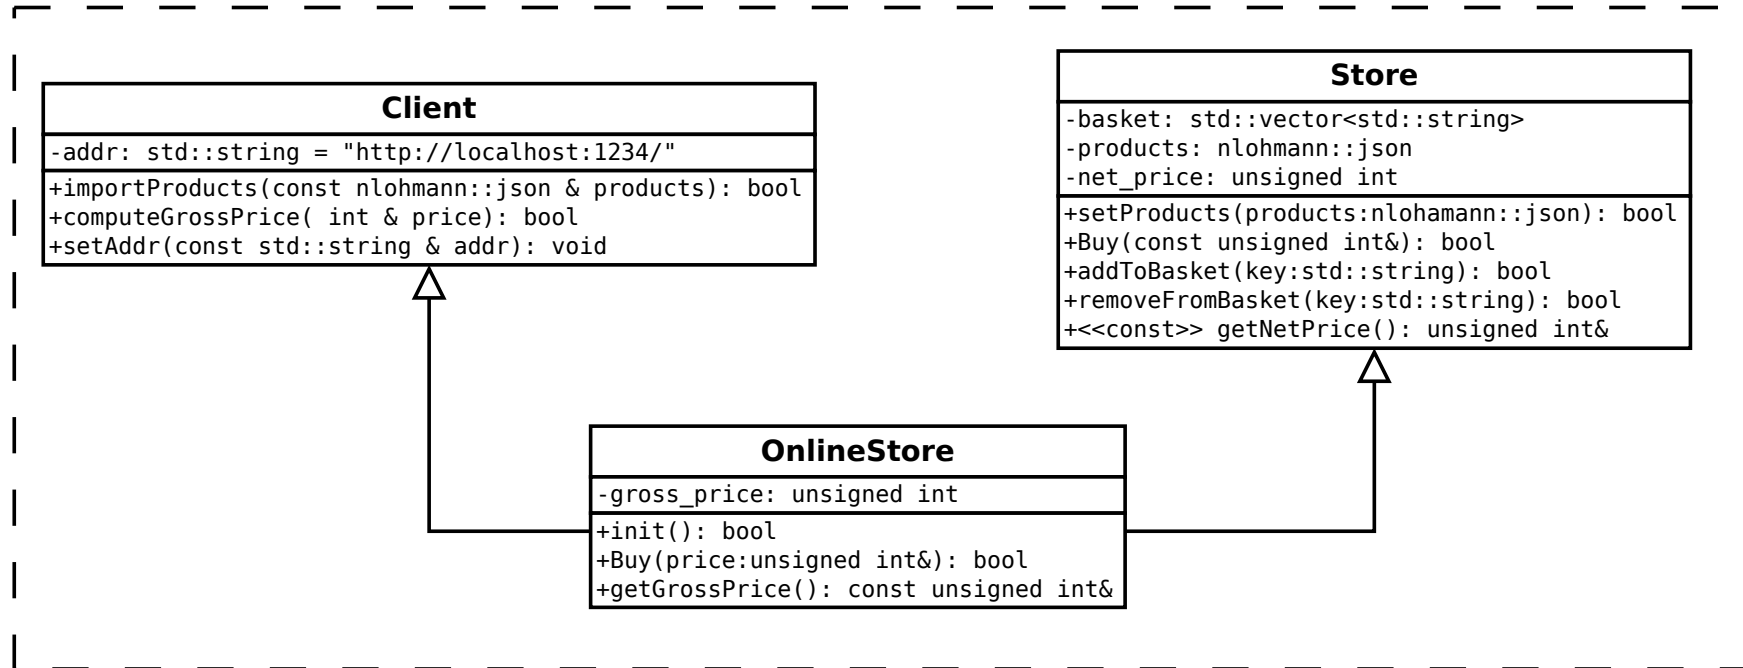 Client
-addr: std::string = "http://localhost:1234/"
+importProducts(const nlohmann::json & products): bool
+computeGrossPrice( int & price): bool
+setAddr(const std::string & addr): void
Store
-basket: std::vector<std::string>
-products: nlohmann::json
-net_price: unsigned int
+setProducts(products:nlohamann::json): bool
+Buy(const unsigned int&): bool
+addToBasket(key:std::string): bool
+removeFromBasket(key:std::string): bool
+<<const>> getNetPrice(): unsigned int&
OnlineStore
-gross_price: unsigned int
+init(): bool
+Buy(price:unsigned int&): bool
+getGrossPrice(): const unsigned int&